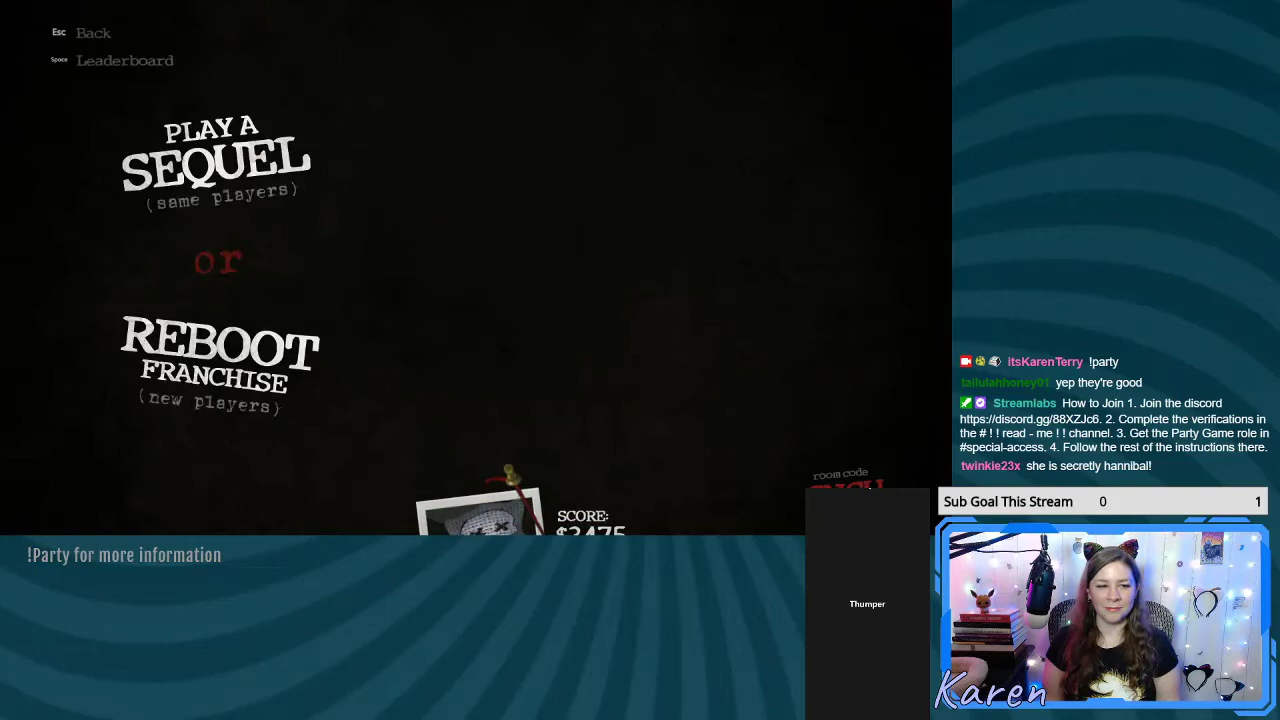 Esc Back
Space Leaderboard
PLAY A
SEQUEL
(same players)
or
REBOOT
FRANCHISE
(new players)
SCORE:
$3475
room code
!Party for more information
Thumper
itsKarenTerry !party
tallulahhoney01 yep they're good
Streamlabs How to Join 1. Join the discord
https://discord.gg/88XZJc6. 2. Complete the verifications in
the # ! ! read - me ! ! channel. 3. Get the Party Game role in
#special-access. 4. Follow the rest of the instructions there.
twinkie23x she is secretly hannibal!
Sub Goal This Stream 0 1
Karen